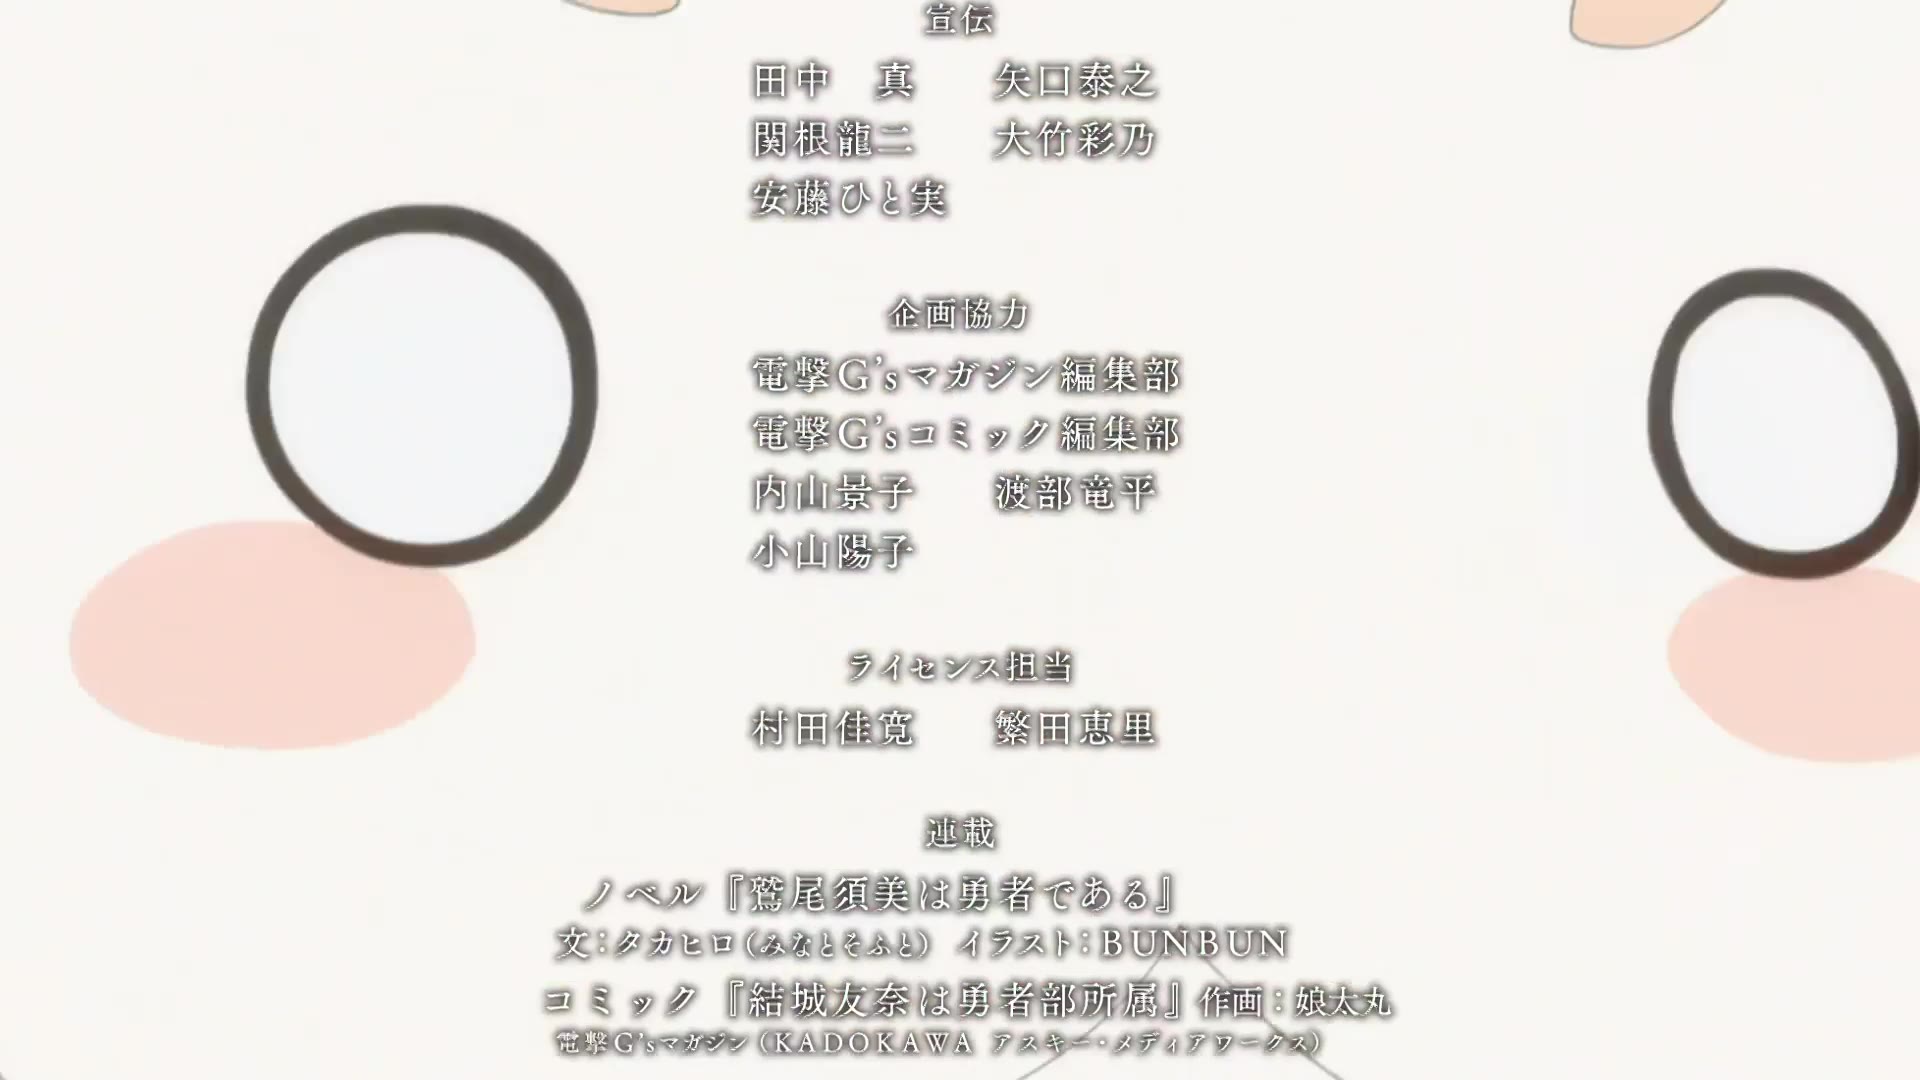 宣伝
田中 真 矢口泰之
関根龍二 大竹彩乃
安藤ひと実
企画協力
電撃G'sマガジン編集部
電撃G'sコミック編集部
内山景子 渡部竜平
小山陽子
ライセンス担当
村田佳寛 繁田恵里
連載
ノベル『鷲尾須美は勇者である』
文:タカヒロ(みなとそふと) イラスト:BUNBUN
コミック『結城友奈は勇者部所属』作画:娘太丸
電撃G'sマガジン(KADOKAWA アスキー・メディアワークス)